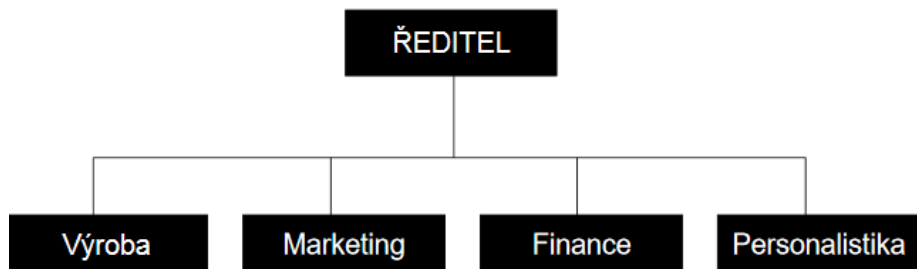 ŘEDITEL
Výroba
Marketing
Finance
Personalistika